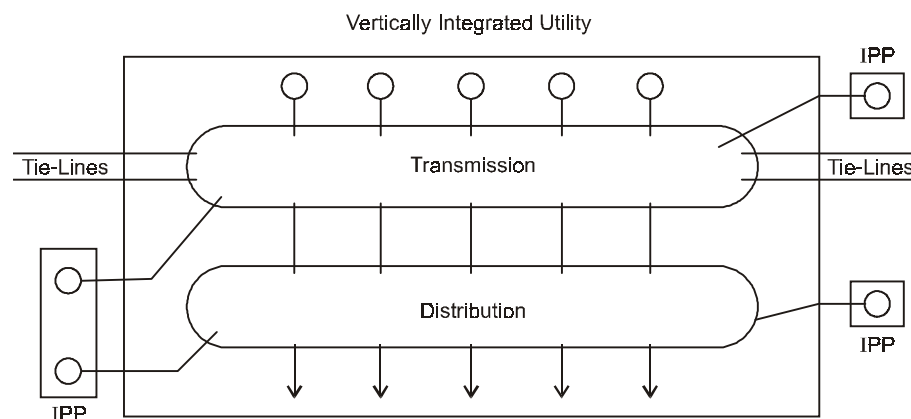 Vertically Integrated Utility
IPP
Transmission
Tie-Lines
Tie-Lines
Distribution
IPP
IPP